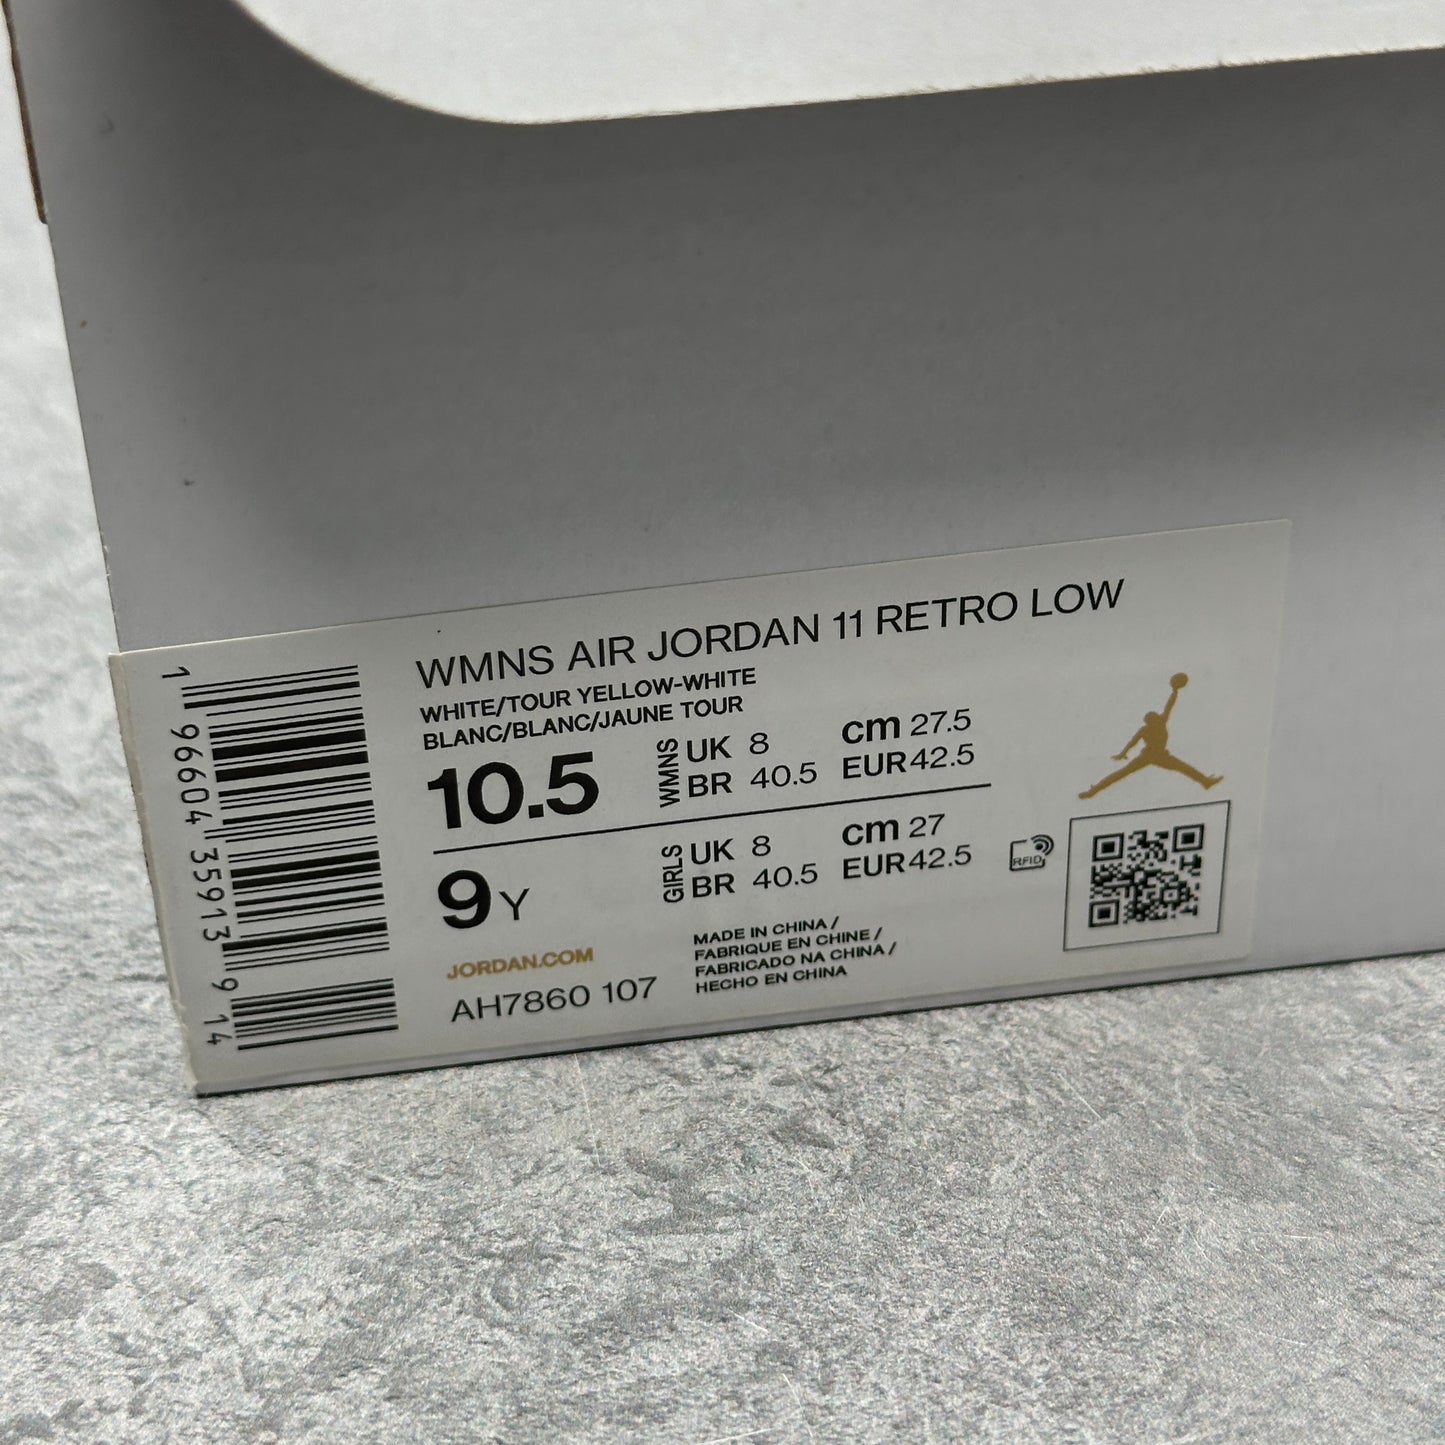 WMNS AIR JORDAN 11 RETRO LOW
WHITE/TOUR YELLOW-WHITE
BLANC/BLANC/JAUNE TOUR
10.5
WMNS
UK 8
BR 40.5
cm 27.5
EUR 42.5
9Y
GIRLS
UK 8
BR 40.5
cm 27
EUR 42.5
RFID
JORDAN.COM
AH7860 107
MADE IN CHINA /
FABRIQUE EN CHINE /
FABRICADO NA CHINA /
HECHO EN CHINA
1 96604 35913 9 14